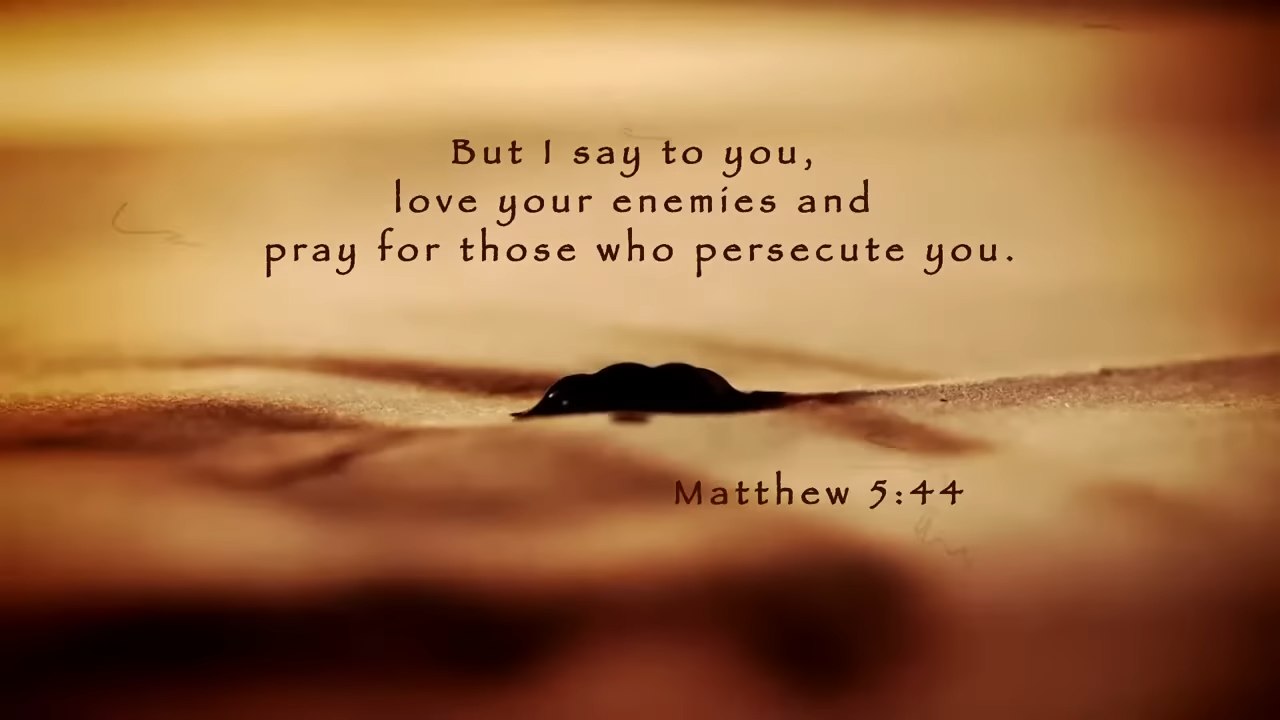 But I say to you,
love your enemies and
pray for those who persecute you.
Matthew 5:44